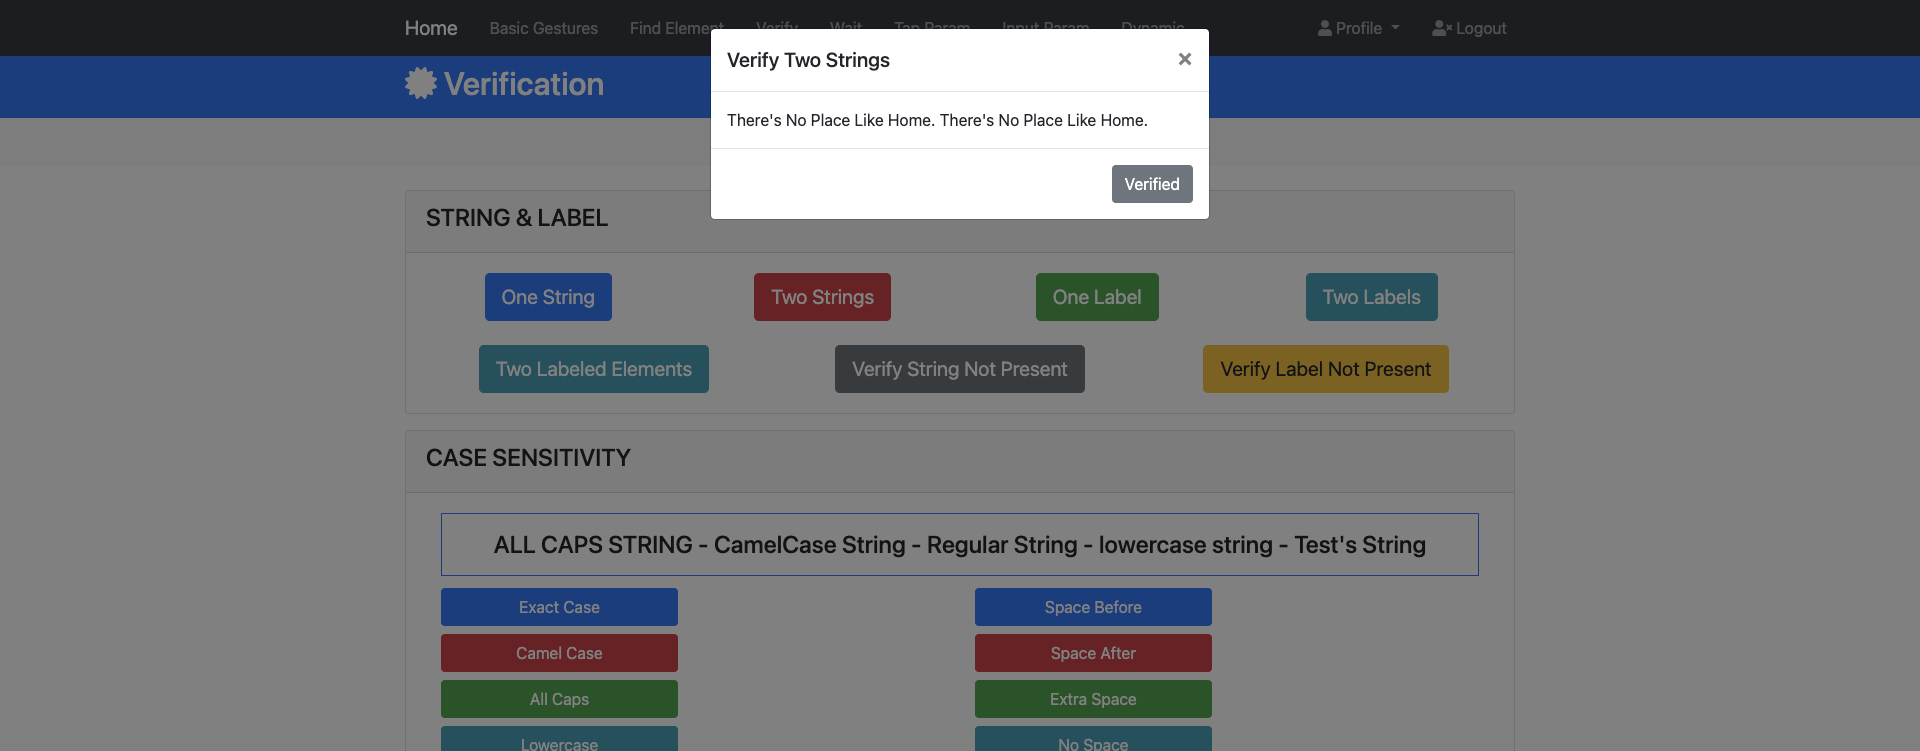 Home Basic Gestures Find Element Verify Wait Tap Param Input Param Dynamic Profile Logout
Verify Two Strings ×
Verification
There's No Place Like Home. There's No Place Like Home.
Verified
STRING & LABEL
One String Two Strings One Label Two Labels
Two Labeled Elements Verify String Not Present Verify Label Not Present
CASE SENSITIVITY
ALL CAPS STRING - CamelCase String - Regular String - lowercase string - Test's String
Exact Case Space Before
Camel Case Space After
All Caps Extra Space
Lowercase No Space